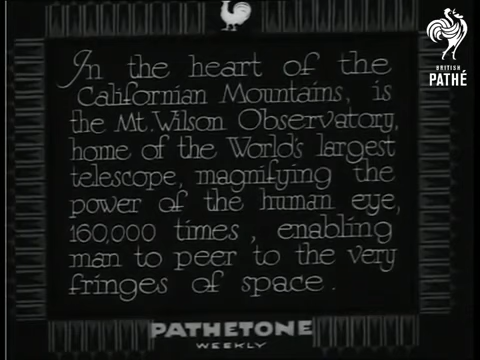 BRITISH
PATHÉ
In the heart of the
Californian Mountains, is
the Mt. Wilson Observatory,
home of the World's largest
telescope, magnifying the
power of the human eye,
160,000 times, enabling
man to peer to the very
fringes of space.
PATHETONE
WEEKLY